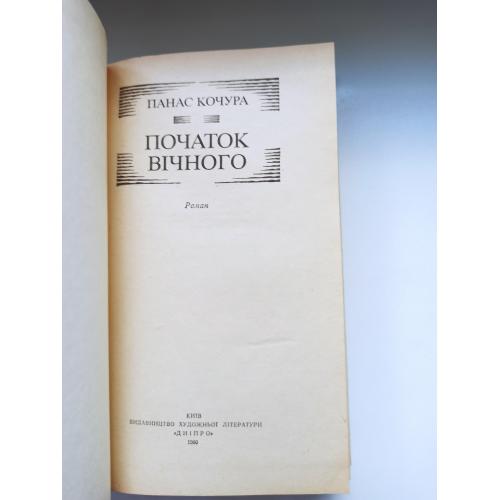 ПАНАС КОЧУРА
ПОЧАТОК
ВІЧНОГО
Роман
КИЇВ
ВИДАВНИЦТВО ХУДОЖНЬОЇ ЛІТЕРАТУРИ
«ДНІПРО»